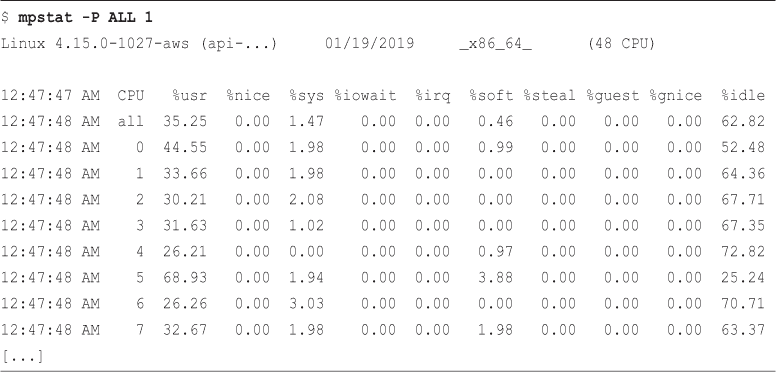 $ mpstat -P ALL 1
Linux 4.15.0-1027-aws (api-...)     01/19/2019     _x86_64_     (48 CPU)

12:47:47 AM  CPU   %usr  %nice   %sys %iowait  %irq  %soft %steal %guest %gnice  %idle
12:47:48 AM  all  35.25   0.00   1.47   0.00   0.00   0.46   0.00   0.00   0.00  62.82
12:47:48 AM    0  44.55   0.00   1.98   0.00   0.00   0.99   0.00   0.00   0.00  52.48
12:47:48 AM    1  33.66   0.00   1.98   0.00   0.00   0.00   0.00   0.00   0.00  64.36
12:47:48 AM    2  30.21   0.00   2.08   0.00   0.00   0.00   0.00   0.00   0.00  67.71
12:47:48 AM    3  31.63   0.00   1.02   0.00   0.00   0.00   0.00   0.00   0.00  67.35
12:47:48 AM    4  26.21   0.00   0.00   0.00   0.00   0.97   0.00   0.00   0.00  72.82
12:47:48 AM    5  68.93   0.00   1.94   0.00   0.00   3.88   0.00   0.00   0.00  25.24
12:47:48 AM    6  26.26   0.00   3.03   0.00   0.00   0.00   0.00   0.00   0.00  70.71
12:47:48 AM    7  32.67   0.00   1.98   0.00   0.00   1.98   0.00   0.00   0.00  63.37
[...]